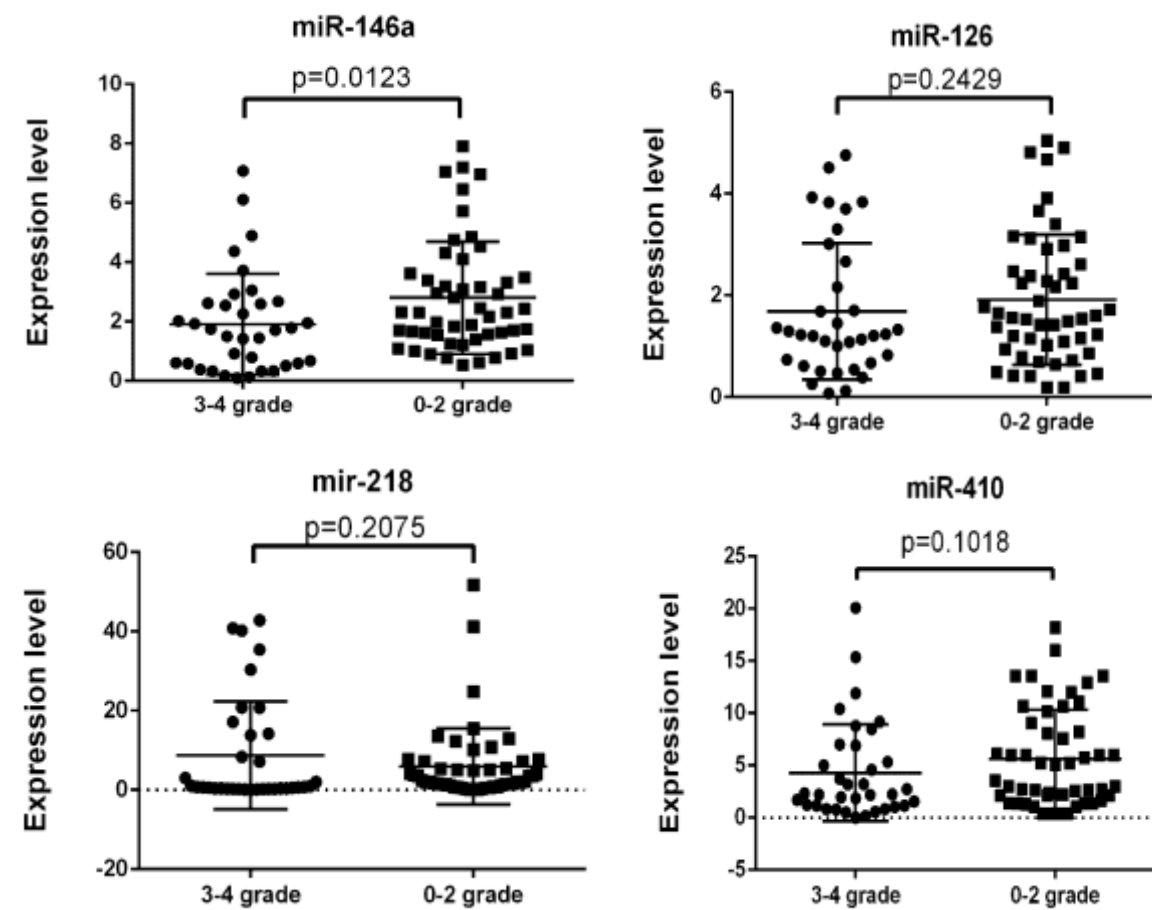 miR-146a
p=0.0123
Expression level
10
8
6
4
2
0
3-4 grade
0-2 grade
miR-126
p=0.2429
Expression level
6
4
2
0
3-4 grade
0-2 grade
mir-218
p=0.2075
Expression level
60
40
20
0
-20
3-4 grade
0-2 grade
miR-410
p=0.1018
Expression level
25
20
15
10
5
0
-5
3-4 grade
0-2 grade